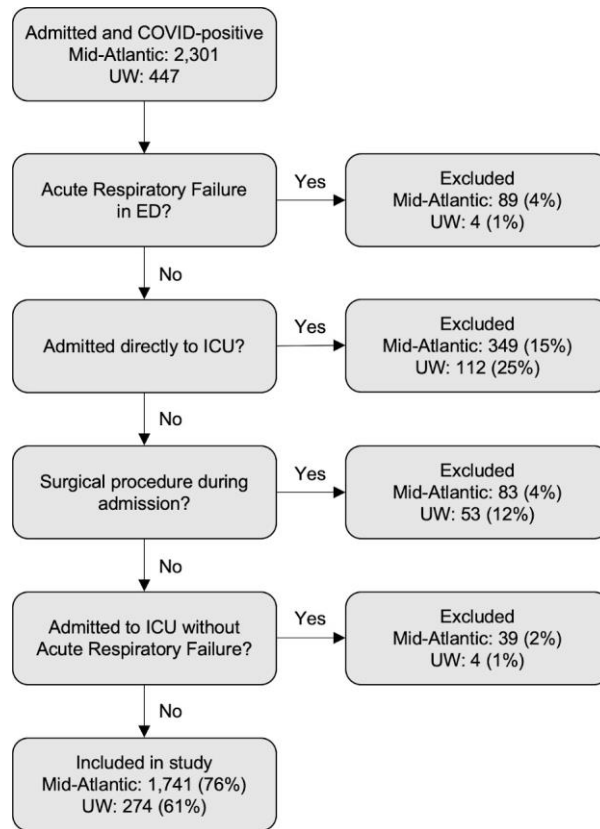 Admitted and COVID-positive
Mid-Atlantic: 2,301
UW: 447
Acute Respiratory Failure
in ED?
Yes
Excluded
Mid-Atlantic: 89 (4%)
UW: 4 (1%)
No
Admitted directly to ICU?
Yes
Excluded
Mid-Atlantic: 349 (15%)
UW: 112 (25%)
No
Surgical procedure during
admission?
Yes
Excluded
Mid-Atlantic: 83 (4%)
UW: 53 (12%)
No
Admitted to ICU without
Acute Respiratory Failure?
Yes
Excluded
Mid-Atlantic: 39 (2%)
UW: 4 (1%)
No
Included in study
Mid-Atlantic: 1,741 (76%)
UW: 274 (61%)